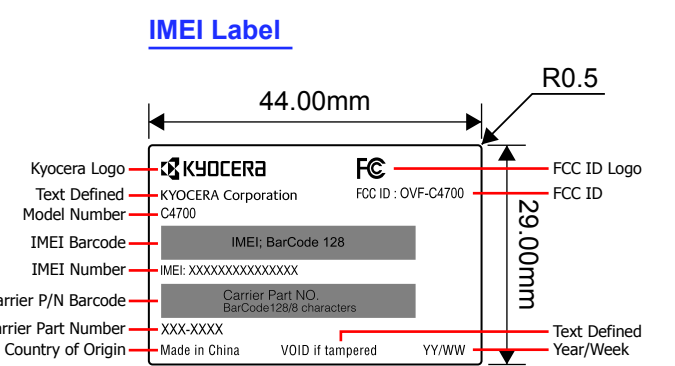 IMEI Label
R0.5
44.00mm
Kyocera Logo
KYOCERA
FC
FCC ID Logo
Text Defined
KYOCERA Corporation
FCC ID : OVF-C4700
FCC ID
Model Number
C4700
29.00mm
IMEI Barcode
IMEI; BarCode 128
IMEI Number
IMEI: XXXXXXXXXXXXXXX
arrier P/N Barcode
Carrier Part NO.
BarCode128/8 characters
rrier Part Number
XXX-XXXX
Text Defined
Country of Origin
Made in China
VOID if tampered
YY/WW
Year/Week